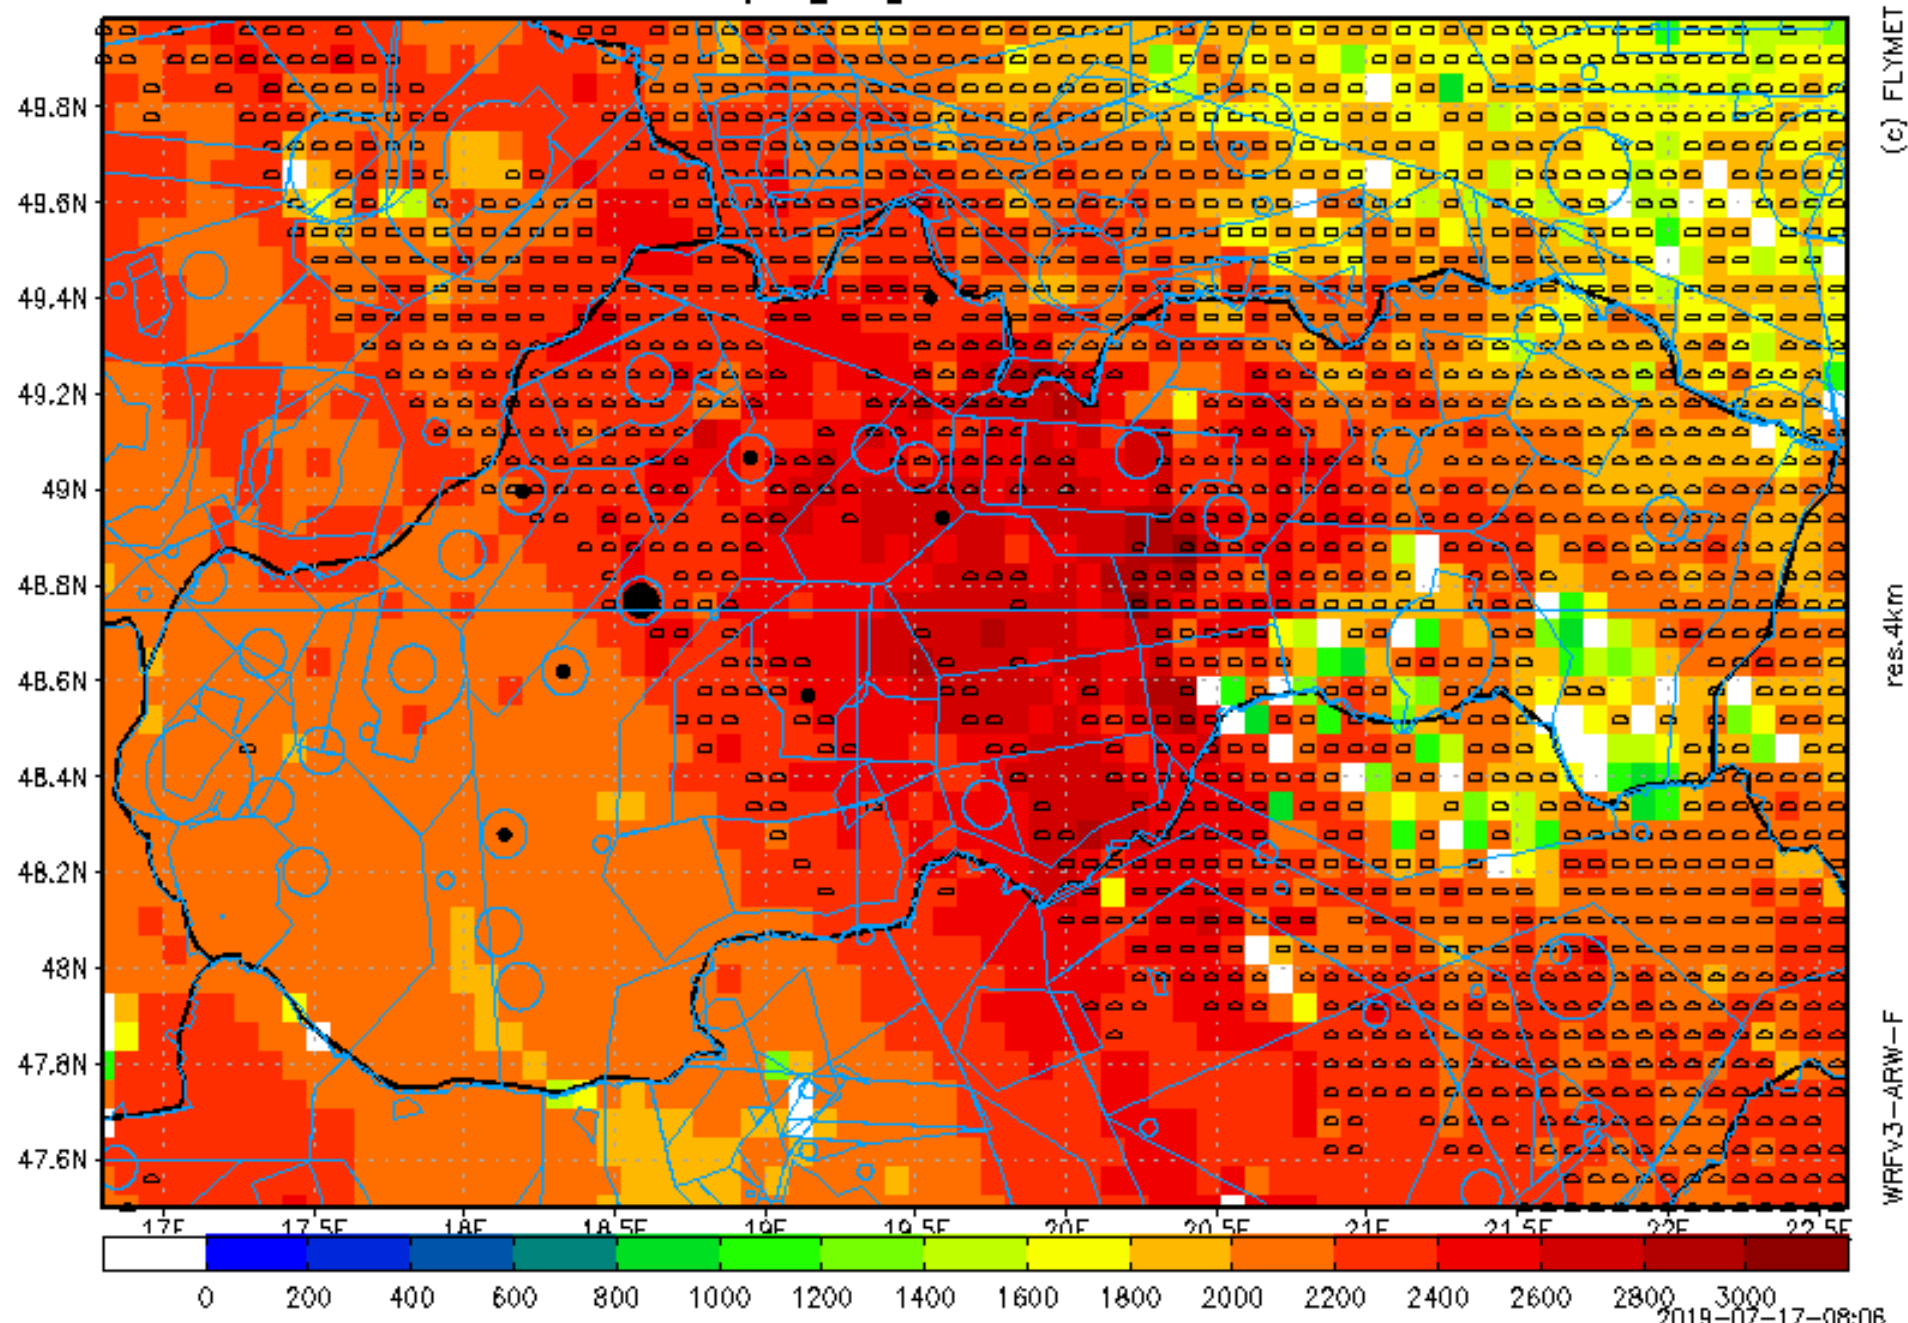 (c) FLYMET
49.8N
49.6N
49.4N
49.2N
49N
48.8N
48.6N
48.4N
48.2N
48N
47.8N
47.6N
res.4km
WRFv3-ARW-F
17E 17.5E 18E 18.5E 19E 19.5E 20E 20.5E 21E 21.5E 22E 22.5E
0 200 400 600 800 1000 1200 1400 1600 1800 2000 2200 2400 2600 2800 3000
2019-07-17-08:06